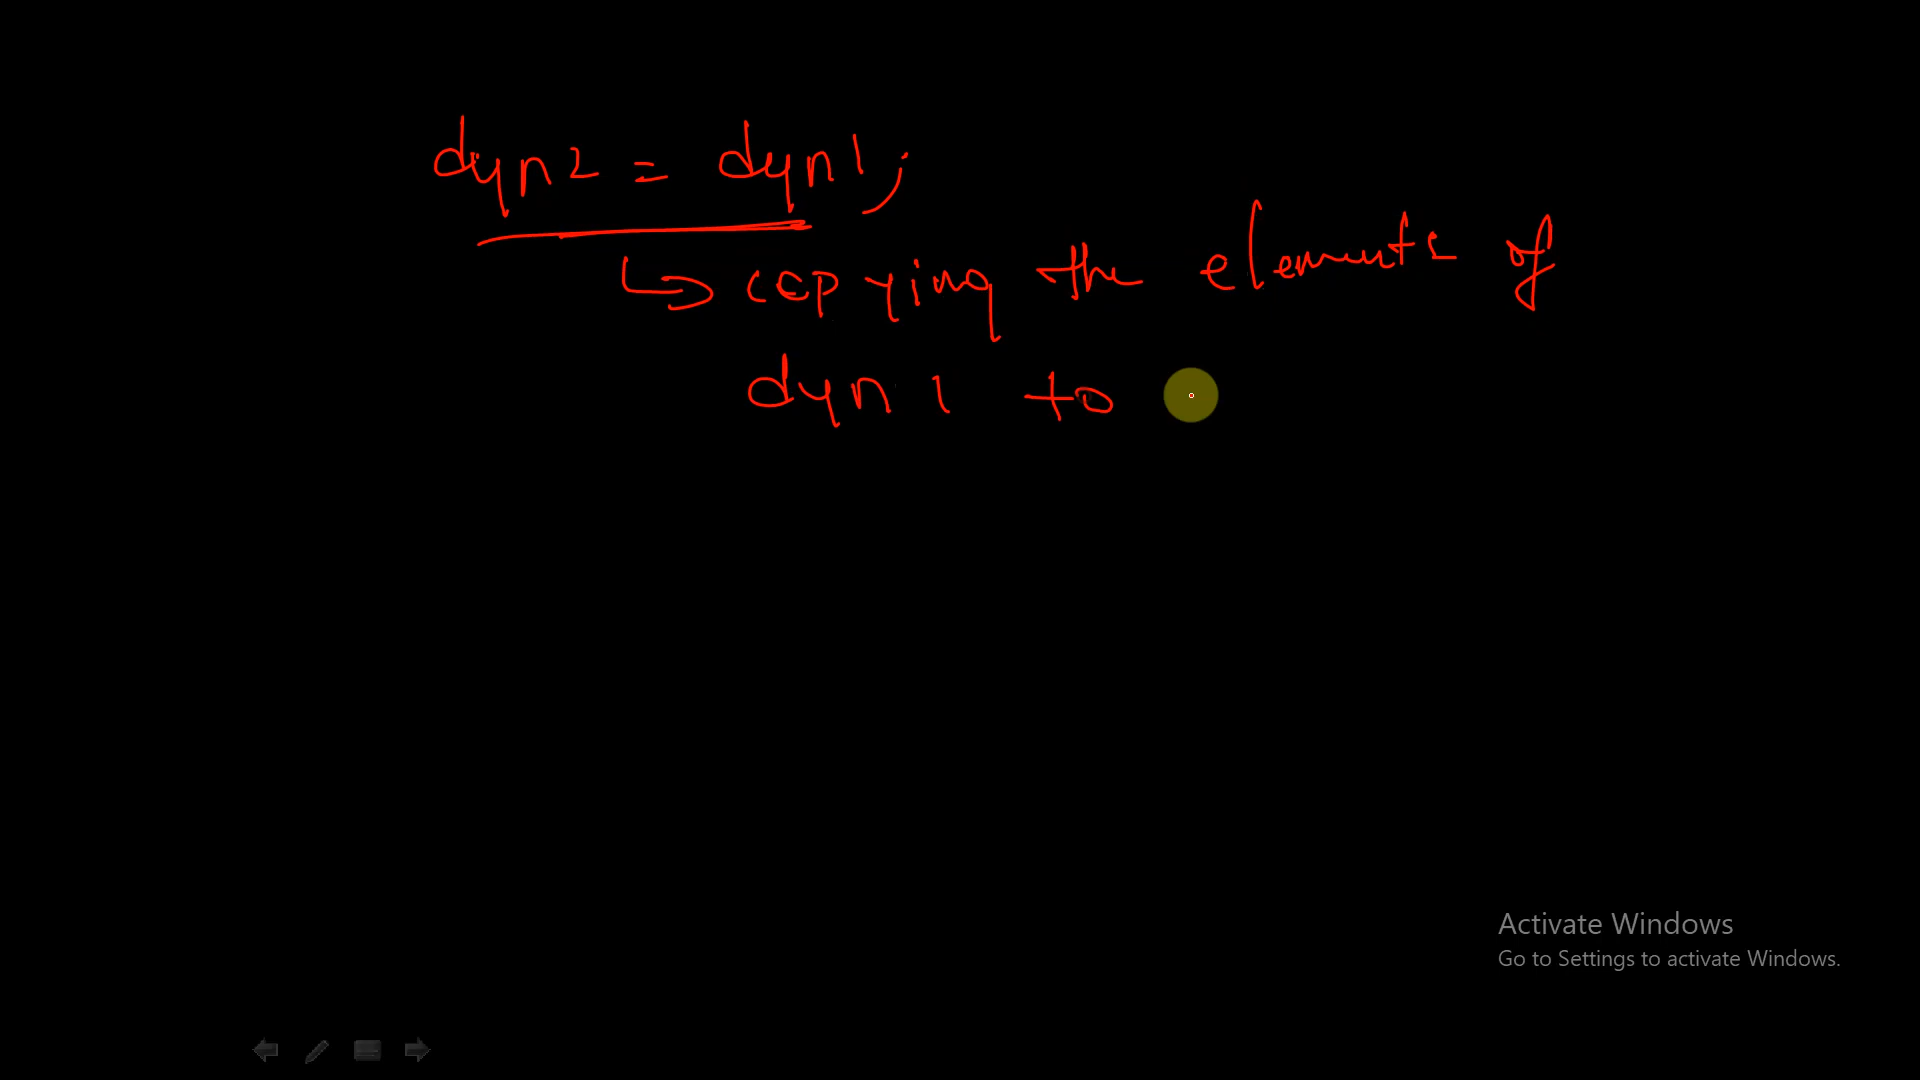 dyn2 = dyn1;
↳ copying the elements of
dyn1 to
Activate Windows
Go to Settings to activate Windows.